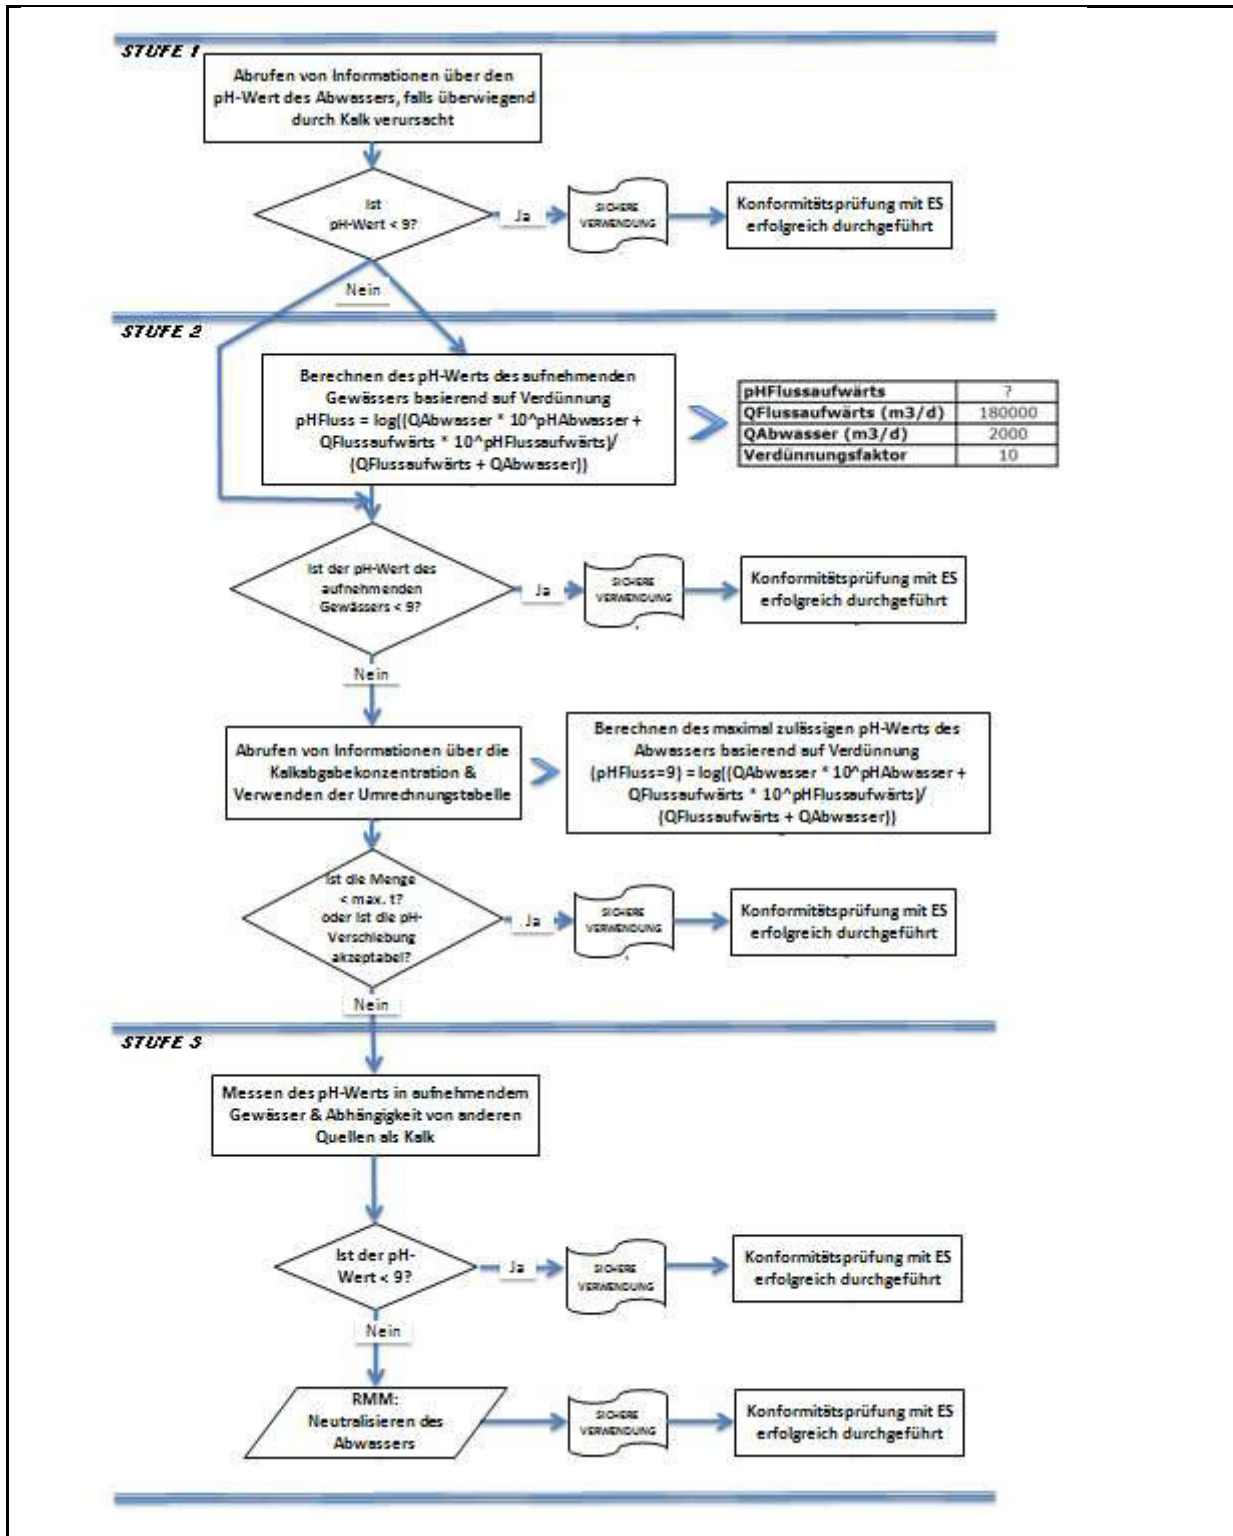 STUFE 1
Abrufen von Informationen über den
pH-Wert des Abwassers, falls überwiegend
durch Kalk verursacht
Ist
pH-Wert < 9?
Ja
SICHERE
VERWENDUNG
Konformitätsprüfung mit ES
erfolgreich durchgeführt
Nein
STUFE 2
Berechnen des pH-Werts des aufnehmenden
Gewässers basierend auf Verdünnung
pHFluss = log((QAbwasser * 10^pHAbwasser +
QFlussaufwärts * 10^pHFlussaufwärts)/
(QFlussaufwärts + QAbwasser))
pHFlussaufwärts ?
QFlussaufwärts (m3/d) 180000
QAbwasser (m3/d) 2000
Verdünnungsfaktor 10
Ist der pH-Wert des
aufnehmenden
Gewässers < 9?
Ja
SICHERE
VERWENDUNG
Konformitätsprüfung mit ES
erfolgreich durchgeführt
Nein
Abrufen von Informationen über die
Kalkabgabekonzentration &
Verwenden der Umrechnungstabelle
Berechnen des maximal zulässigen pH-Werts des
Abwassers basierend auf Verdünnung
(pHFluss=9) = log((QAbwasser * 10^pHAbwasser +
QFlussaufwärts * 10^pHFlussaufwärts)/
(QFlussaufwärts + QAbwasser))
Ist die Menge
< max. t?
oder Ist die pH-
Verschiebung
akzeptabel?
Ja
SICHERE
VERWENDUNG
Konformitätsprüfung mit ES
erfolgreich durchgeführt
Nein
STUFE 3
Messen des pH-Werts in aufnehmendem
Gewässer & Abhängigkeit von anderen
Quellen als Kalk
Ist der pH-
Wert < 9?
Ja
SICHERE
VERWENDUNG
Konformitätsprüfung mit ES
erfolgreich durchgeführt
Nein
RMM:
Neutralisieren des
Abwassers
SICHERE
VERWENDUNG
Konformitätsprüfung mit ES
erfolgreich durchgeführt